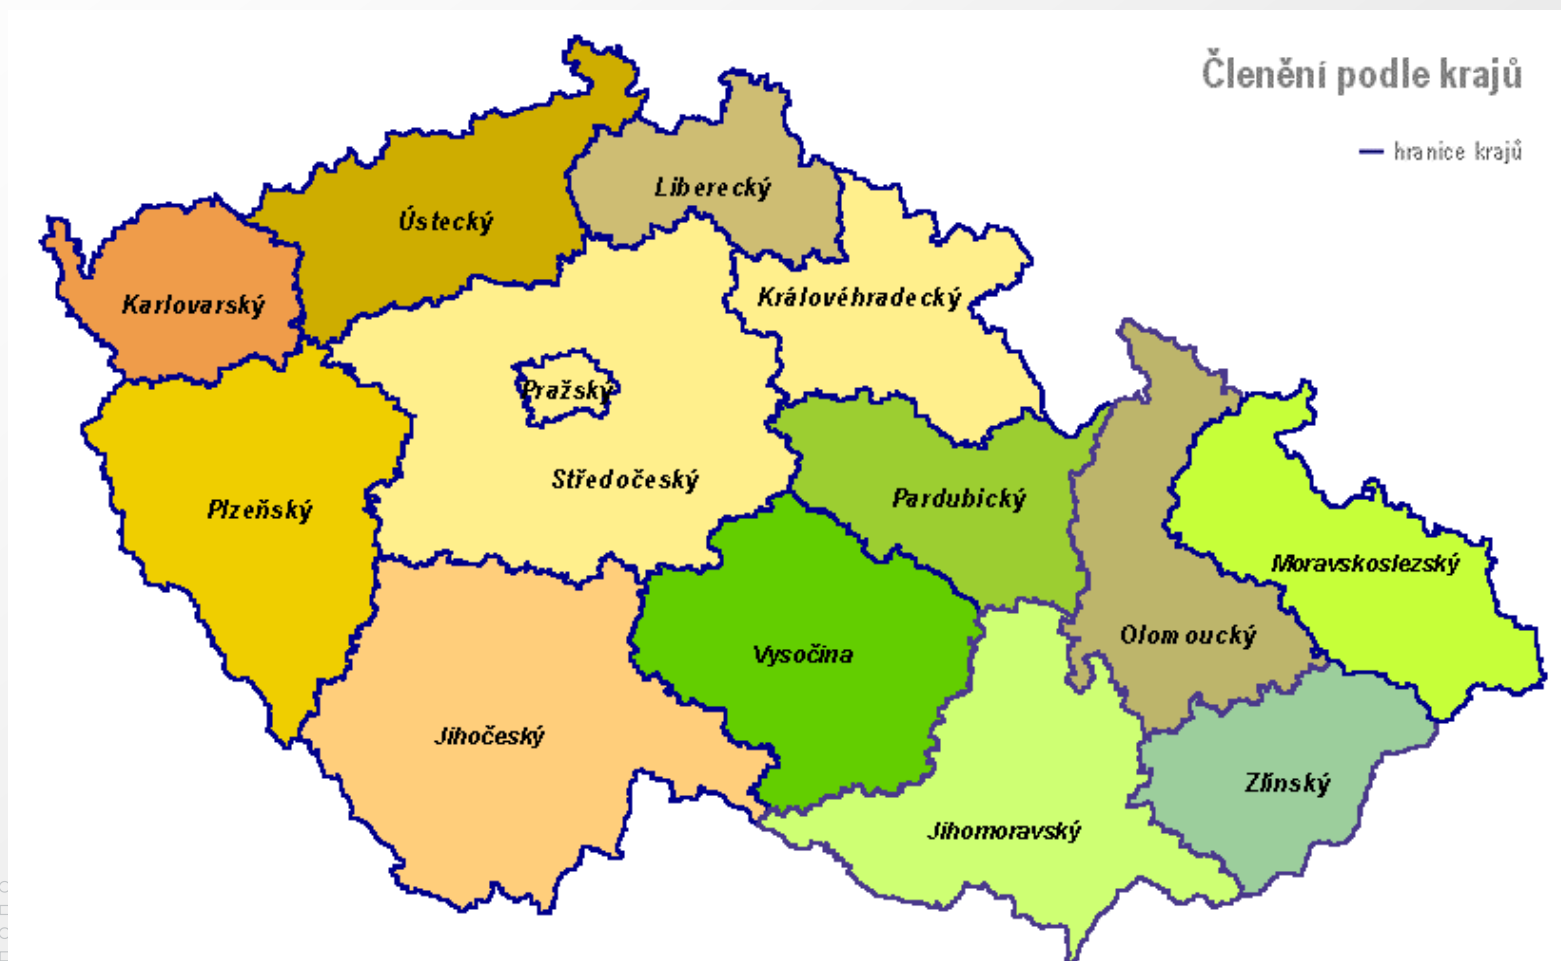 Členění podle krajů
hranice krajů
Liberecký
Ústecký
Karlovarský
Královéhradecký
Pražský
Středočeský
Pardubický
Plzeňský
Moravskoslezský
Olomoucký
Vysočina
Jihočeský
Zlínský
Jihomoravský